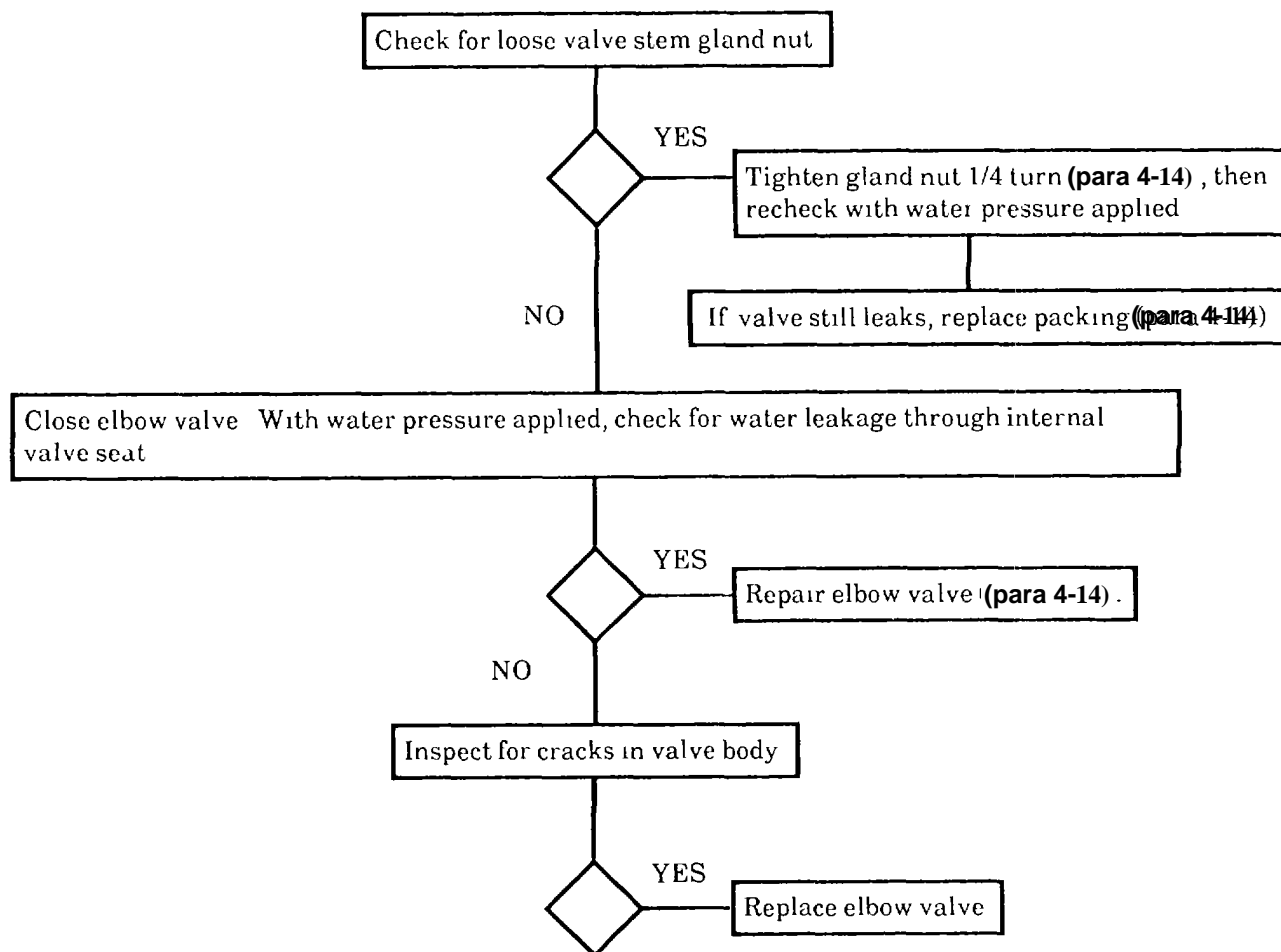 Check for loose valve stem gland nut
YES
Tighten gland nut 1/4 turn (para 4-14) , then
recheck with water pressure applied
NO
If valve still leaks, replace packing (para 4-14)
Close elbow valve With water pressure applied, check for water leakage through internal
valve seat
YES
Repair elbow valve (para 4-14) .
NO
Inspect for cracks in valve body
YES
Replace elbow valve